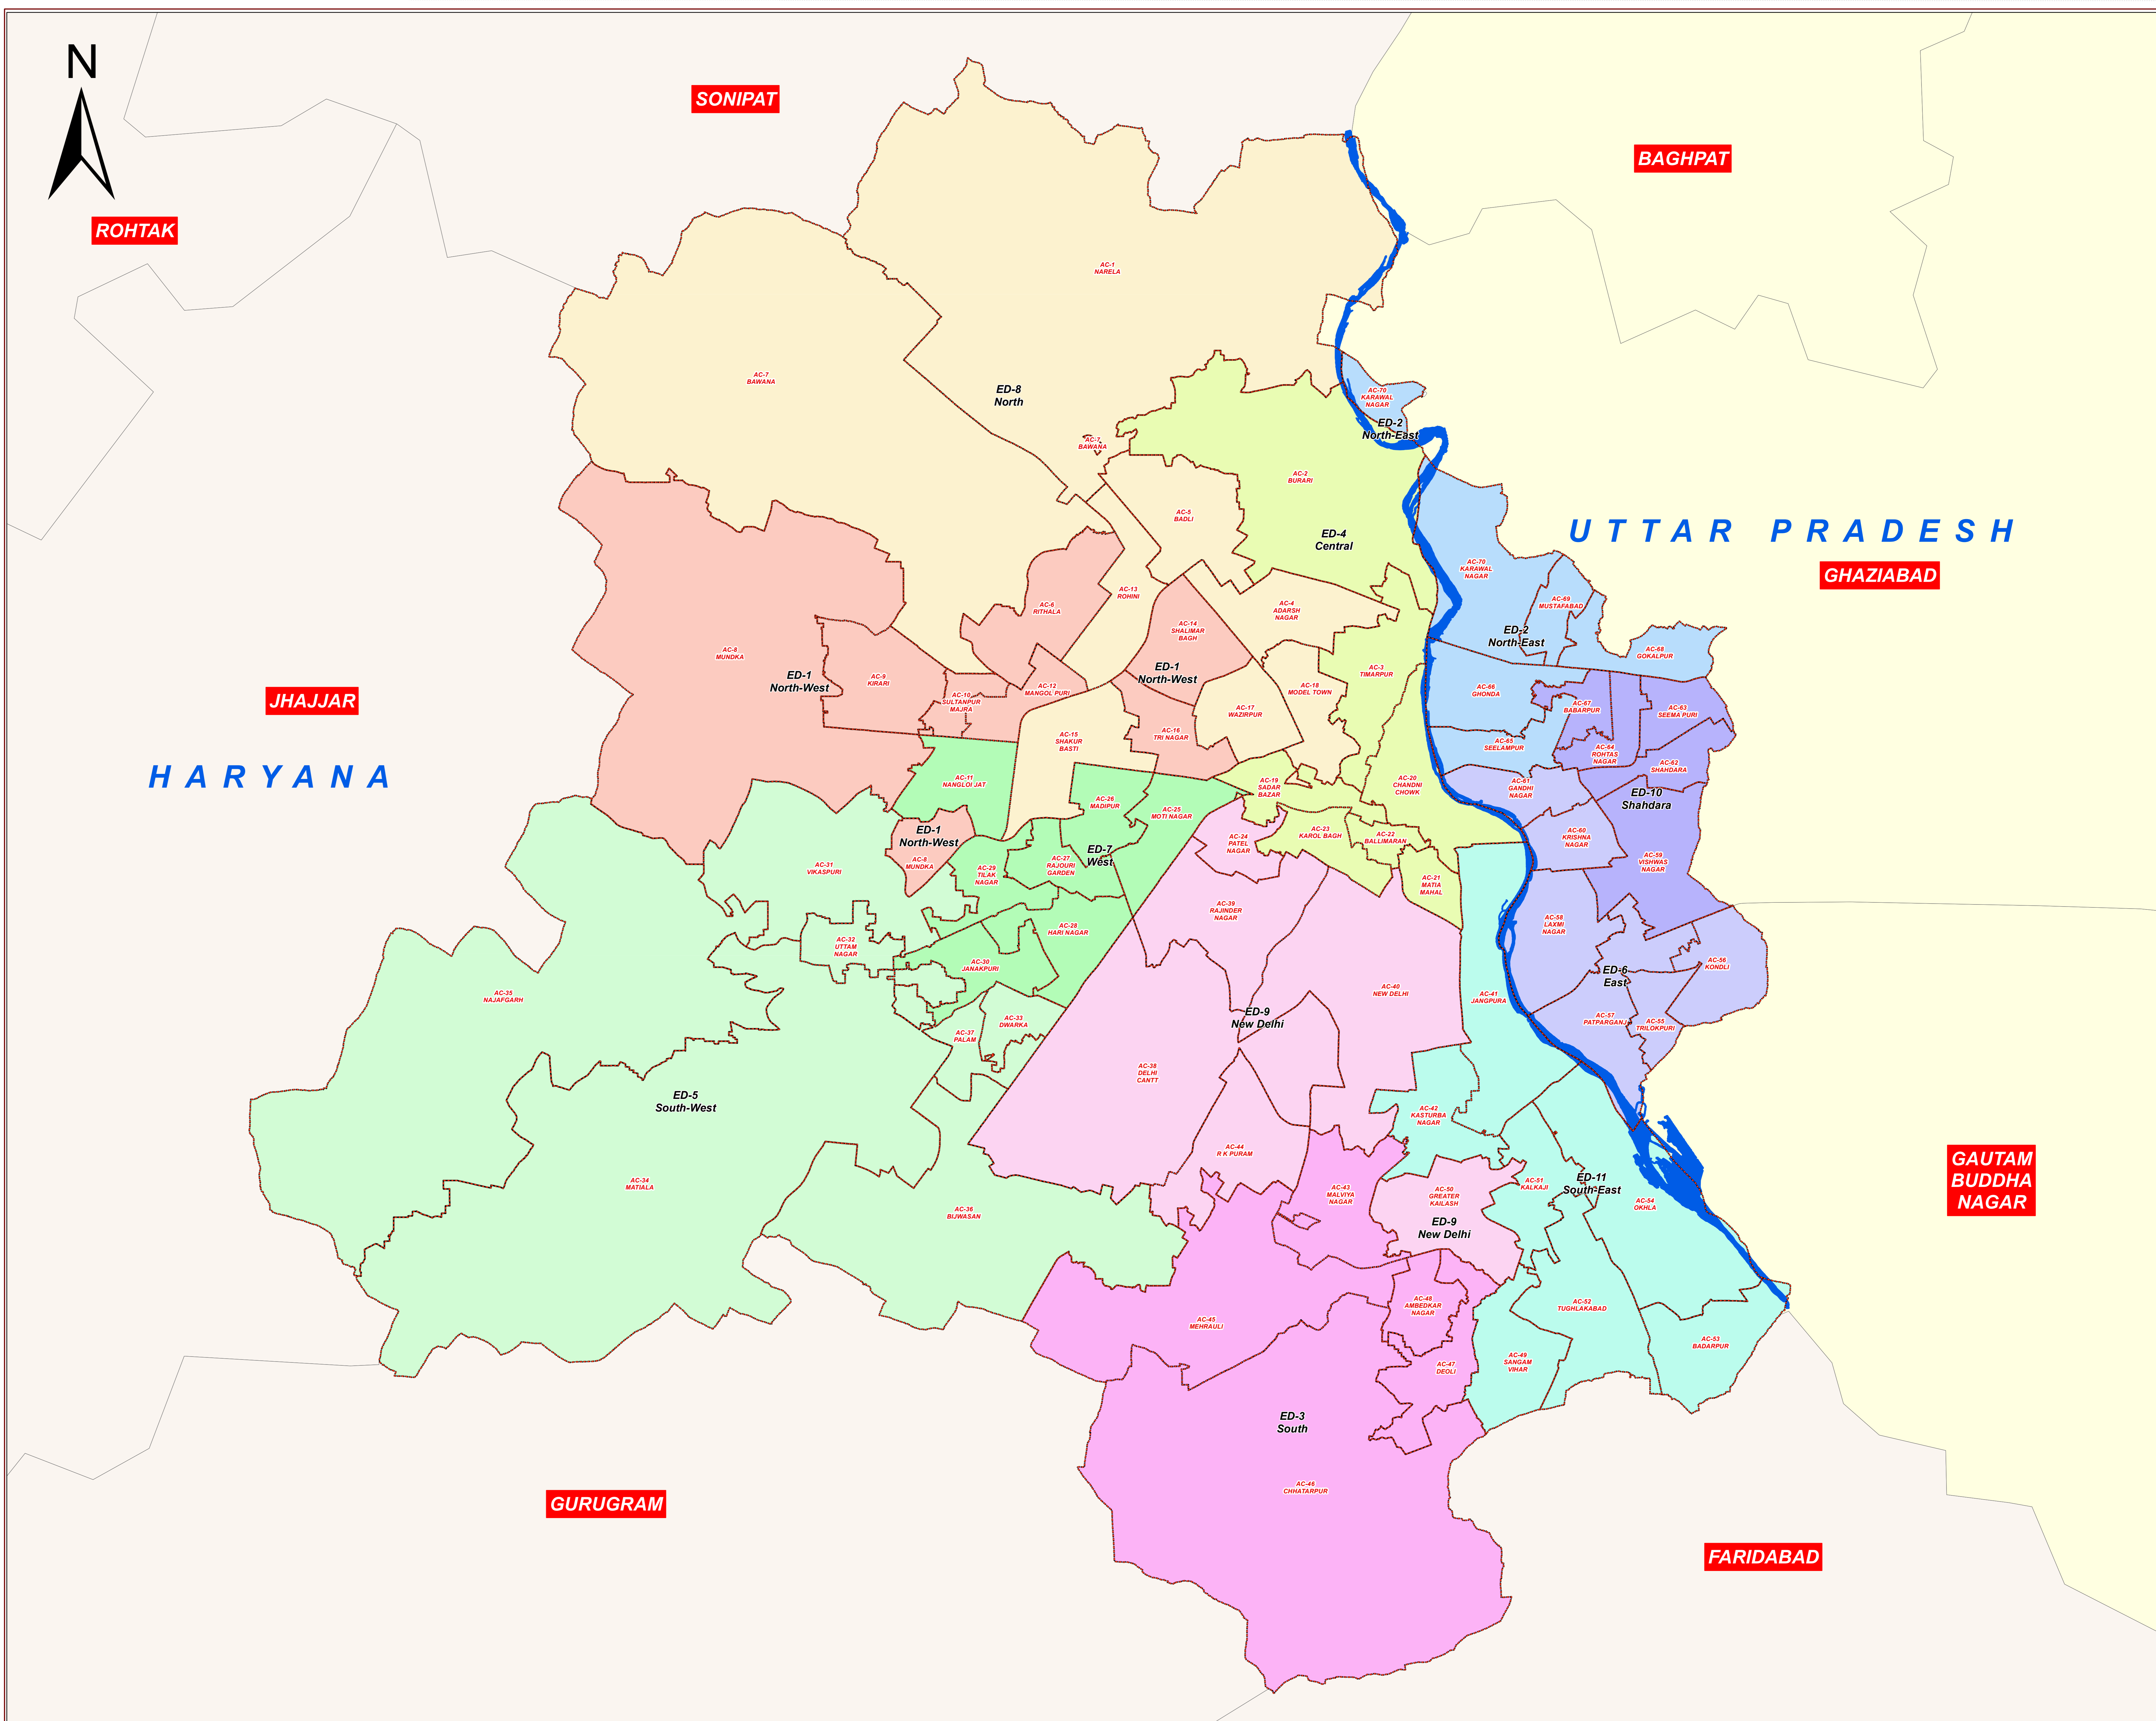 N
SONIPAT
BAGHPAT
ROHTAK
AC-1
NARELA
AC-7
BAWANA
ED-8
North
AC-70
KARAWAL
NAGAR
ED-2
North-East
AC-7
BAWANA
AC-2
BURARI
AC-5
BADLI
ED-4
Central
UTTAR PRADESH
GHAZIABAD
AC-70
KARAWAL
NAGAR
AC-69
MUSTAFABAD
AC-13
ROHINI
AC-6
RITHALA
AC-4
ADARSH
NAGAR
AC-14
SHALIMAR
BAGH
ED-2
North-East
AC-68
GOKALPUR
AC-8
MUNDKA
ED-1
North-West
AC-9
KIRARI
AC-10
SULTANPUR
MAJRA
AC-12
MANGOL PURI
ED-1
North-West
AC-18
MODEL TOWN
AC-3
TIMARPUR
AC-66
GHONDA
AC-67
BABARPUR
AC-63
SEEMA PURI
JHAJJAR
AC-17
WAZIRPUR
AC-16
TRI NAGAR
AC-15
SHAKUR
BASTI
AC-65
SEELAMPUR
AC-64
ROHTAS
NAGAR
AC-62
SHAHDARA
HARYANA
AC-11
NANGLOI JAT
AC-19
SADAR
BAZAR
AC-20
CHANDNI
CHOWK
AC-61
GANDHI
NAGAR
ED-10
Shahdara
AC-26
MADIPUR
AC-25
MOTI NAGAR
ED-1
North-West
AC-8
MUNDKA
AC-24
PATEL
NAGAR
AC-23
KAROL BAGH
AC-22
BALLIMARAN
AC-60
KRISHNA
NAGAR
AC-31
VIKASPURI
AC-29
TILAK
NAGAR
AC-27
RAJOURI
GARDEN
ED-7
West
AC-21
MATIA
MAHAL
AC-59
VISHWAS
NAGAR
AC-39
RAJINDER
NAGAR
AC-58
LAXMI
NAGAR
AC-28
HARI NAGAR
AC-32
UTTAM
NAGAR
AC-30
JANAKPURI
AC-56
KONDLI
ED-6
East
AC-35
NAJAFGARH
AC-40
NEW DELHI
AC-41
JANGPURA
ED-9
New Delhi
AC-57
PATPARGANJ
AC-55
TRILOKPURI
AC-33
DWARKA
AC-37
PALAM
AC-38
DELHI
CANTT
ED-5
South-West
AC-42
KASTURBA
NAGAR
AC-44
R K PURAM
AC-34
MATIALA
AC-43
MALVIYA
NAGAR
AC-50
GREATER
KAILASH
AC-51
KALKAJI
ED-11
South-East
AC-54
OKHLA
GAUTAM
BUDDHA
NAGAR
AC-36
BIJWASAN
ED-9
New Delhi
AC-45
MEHRAULI
AC-48
AMBEDKAR
NAGAR
AC-52
TUGHLAKABAD
AC-53
BADARPUR
AC-49
SANGAM
VIHAR
AC-47
DEOLI
ED-3
South
AC-46
CHHATARPUR
GURUGRAM
FARIDABAD